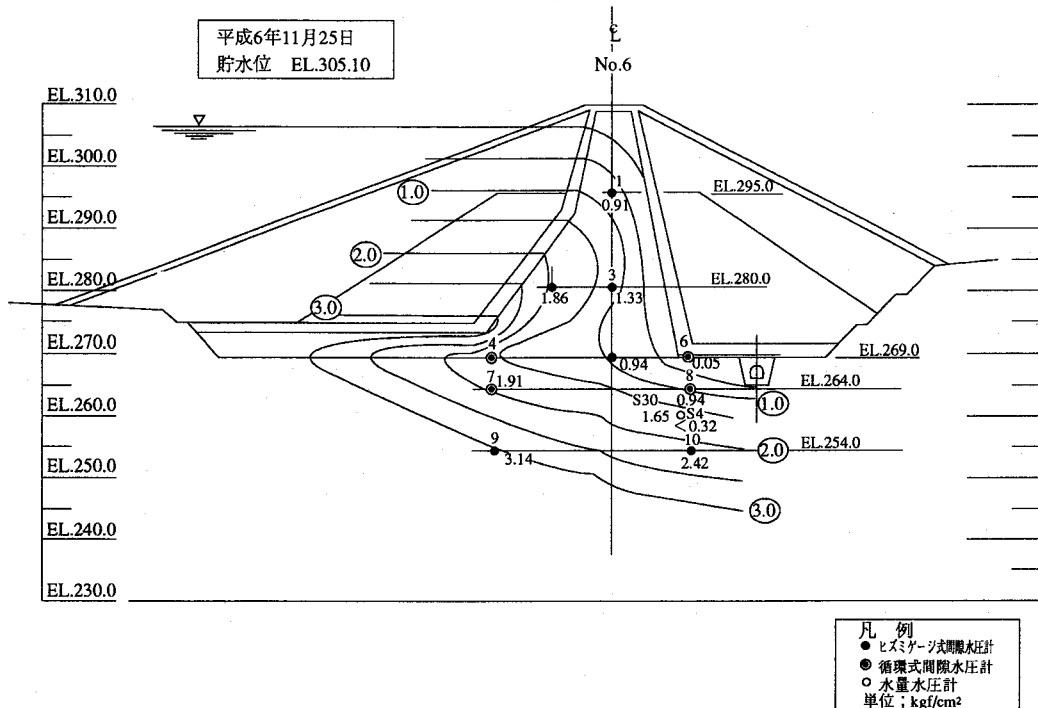 平成6年11月25日
貯水位 EL.305.10
℄
No.6
EL.310.0
EL.300.0
EL.290.0
EL.280.0
EL.270.0
EL.260.0
EL.250.0
EL.240.0
EL.230.0
1.0
2.0
3.0
1
0.91
EL.295.0
1.86
3
1.33
EL.280.0
4
0.94
6
0.05
EL.269.0
7
1.91
8
0.94
EL.264.0
1.0
S30
1.65
S4
<0.32
9
3.14
10
2.42
2.0
EL.254.0
3.0
凡 例
● ヒズミゲージ式間隙水圧計
◉ 循環式間隙水圧計
○ 水量水圧計
単位；kgf/cm²